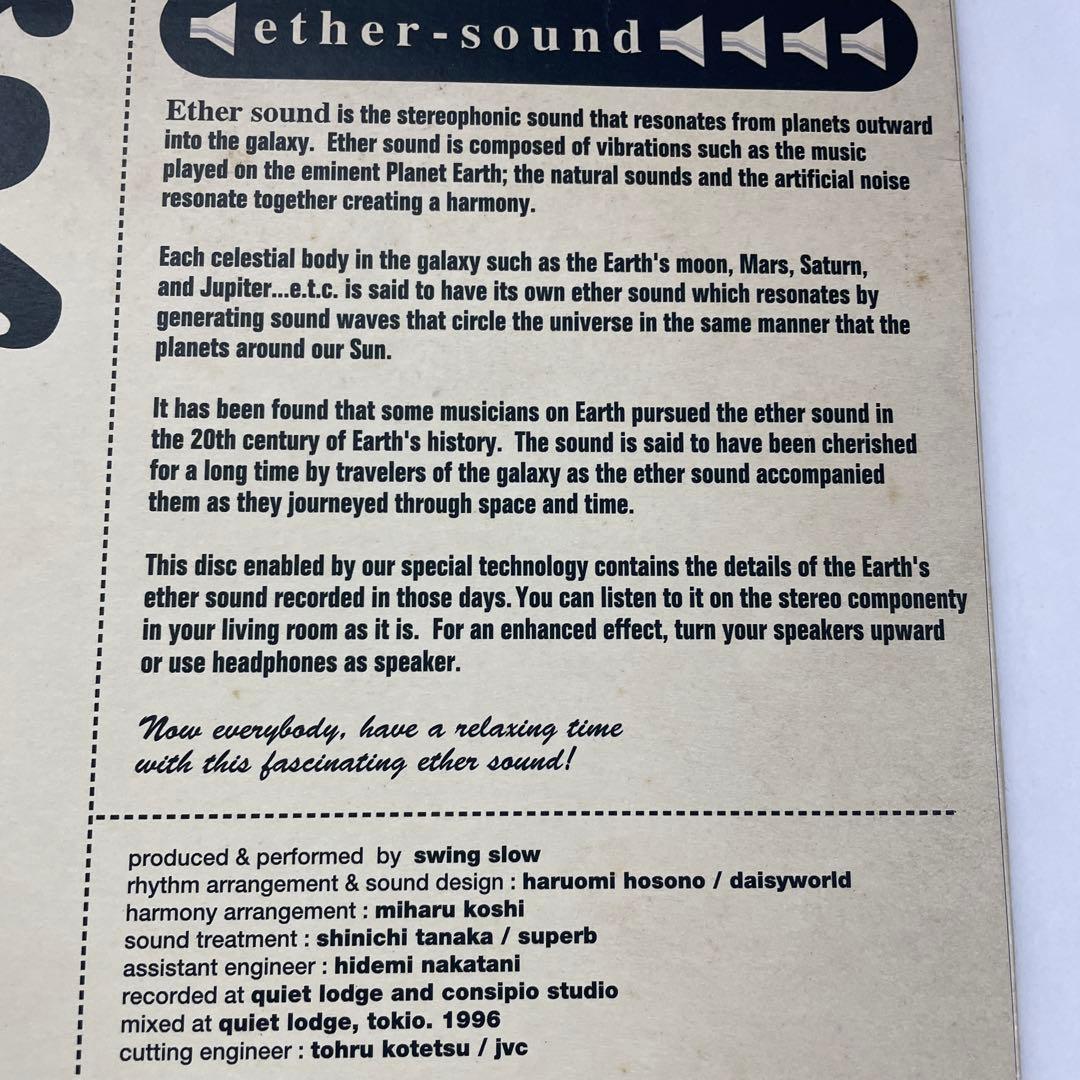 ether-sound
Ether sound is the stereophonic sound that resonates from planets outward
into the galaxy. Ether sound is composed of vibrations such as the music
played on the eminent Planet Earth; the natural sounds and the artificial noise
resonate together creating a harmony.
Each celestial body in the galaxy such as the Earth's moon, Mars, Saturn,
and Jupiter...e.t.c. is said to have its own ether sound which resonates by
generating sound waves that circle the universe in the same manner that the
planets around our Sun.
It has been found that some musicians on Earth pursued the ether sound in
the 20th century of Earth's history. The sound is said to have been cherished
for a long time by travelers of the galaxy as the ether sound accompanied
them as they journeyed through space and time.
This disc enabled by our special technology contains the details of the Earth's
ether sound recorded in those days. You can listen to it on the stereo componenty
in your living room as it is. For an enhanced effect, turn your speakers upward
or use headphones as speaker.
Now everybody, have a relaxing time
with this fascinating ether sound!
produced & performed by swing slow
rhythm arrangement & sound design : haruomi hosono / daisyworld
harmony arrangement : miharu koshi
sound treatment : shinichi tanaka / superb
assistant engineer : hidemi nakatani
recorded at quiet lodge and consipio studio
mixed at quiet lodge, tokio. 1996
cutting engineer : tohru kotetsu / jvc